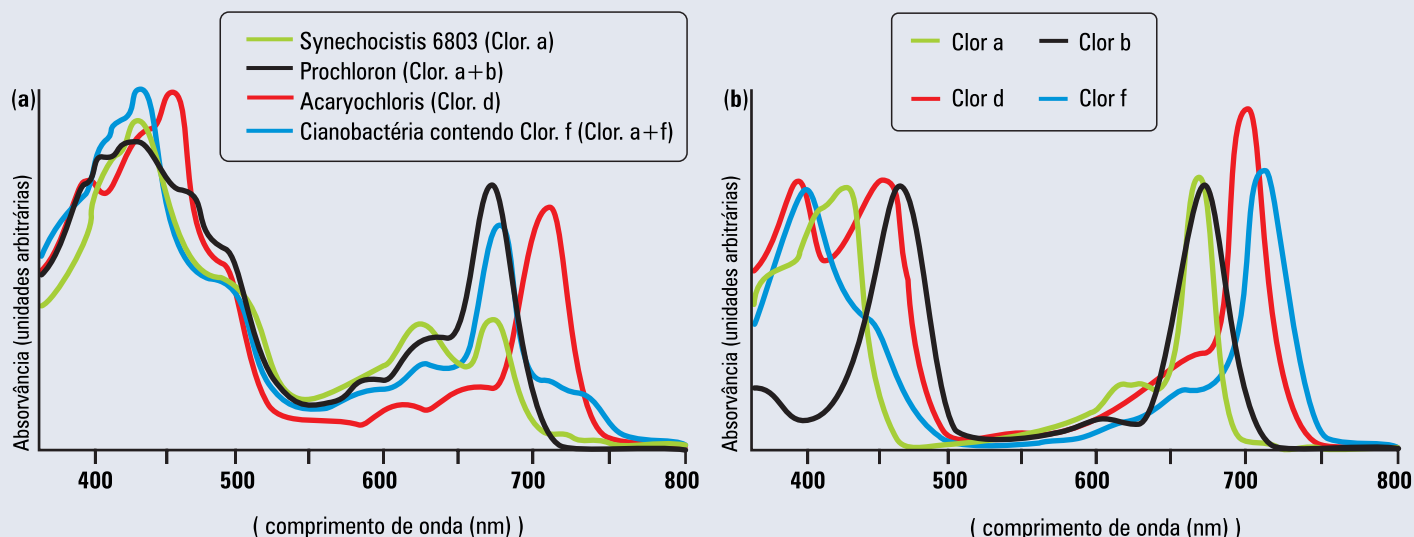 (a)
Synechocistis 6803 (Clor. a)
Prochloron (Clor. a+b)
Acaryochloris (Clor. d)
Cianobactéria contendo Clor. f (Clor. a+f)
Absorvância (unidades arbitrárias)
400 500 600 700 800
( comprimento de onda (nm) )
(b)
Clor a Clor b
Clor d Clor f
Absorvância (unidades arbitrárias)
400 500 600 700 800
( comprimento de onda (nm) )